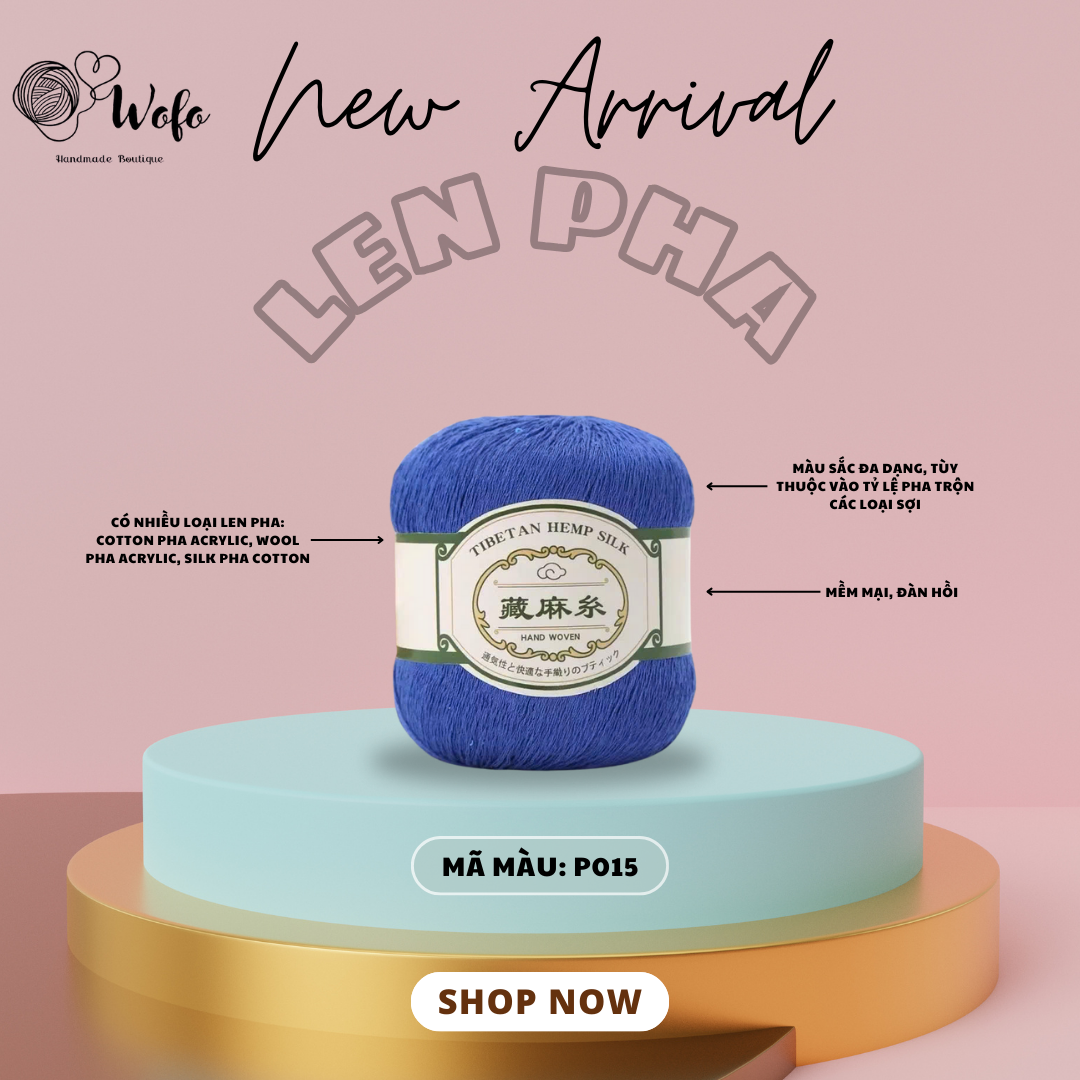 Wofo
Handmade Boutique
New Arrival
LEN PHA
MÀU SẮC ĐA DẠNG, TÙY
THUỘC VÀO TỶ LỆ PHA TRỘN
CÁC LOẠI SỢI
CÓ NHIỀU LOẠI LEN PHA:
COTTON PHA ACRYLIC, WOOL
PHA ACRYLIC, SILK PHA COTTON
MỀM MẠI, ĐÀN HỒI
TIBETAN HEMP SILK
藏麻糸
HAND WOVEN
通気性と快適な手織りのブティック
MÃ MÀU: P015
SHOP NOW